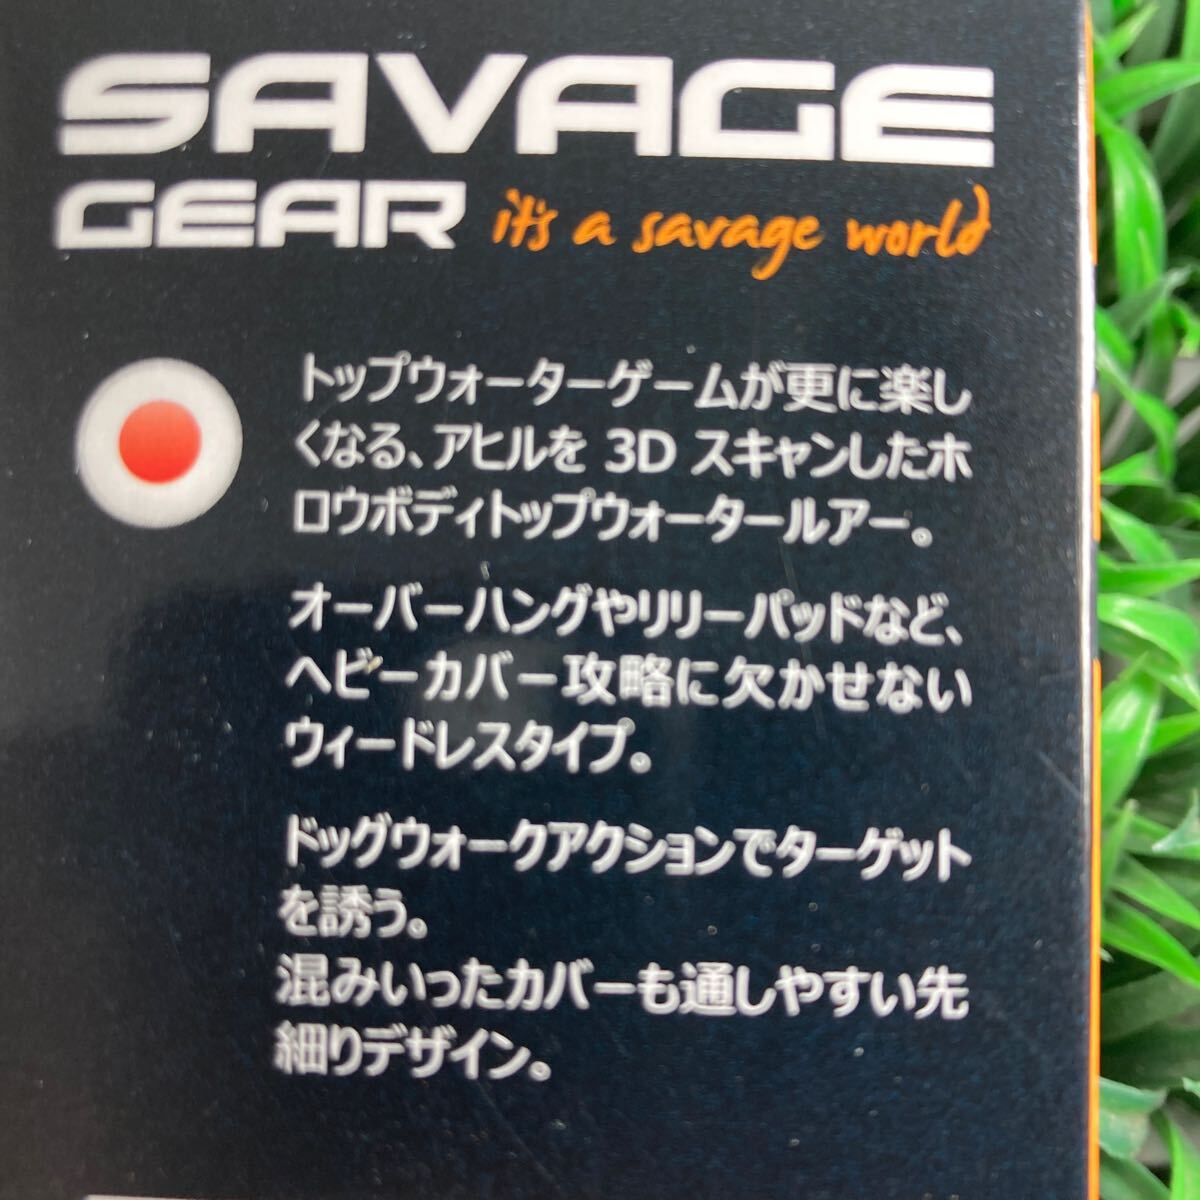 SAVAGE
GEAR it's a savage world
トップウォーターゲームが更に楽し
くなる、アヒルを 3D スキャンしたホ
ロウボディトップウォータールアー。
オーバーハングやリリーパッドなど、
ヘビーカバー攻略に欠かせない
ウィードレスタイプ。
ドッグウォークアクションでターゲット
を誘う。
混みいったカバーも通しやすい先
細りデザイン。